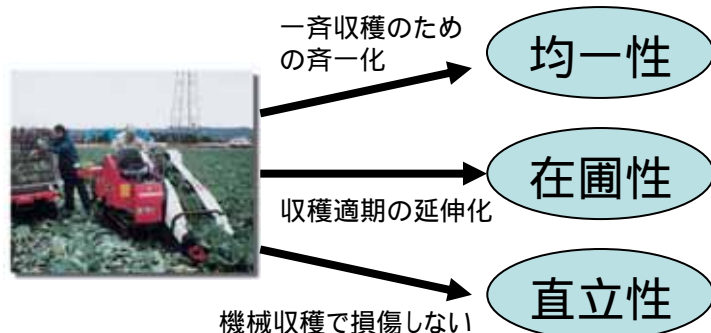 一斉収穫のため
の斉一化
均一性
在圃性
収穫適期の延伸化
直立性
機械収穫で損傷しない